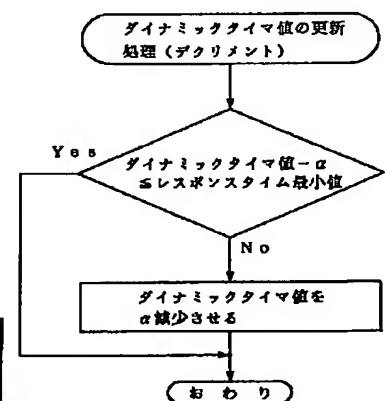 ダイナミックタイマ値の更新
処理（デクリメント）
Yes
ダイナミックタイマ値－α
≦レスポンスタイム最小値
No
ダイナミックタイマ値を
α減少させる
おわり